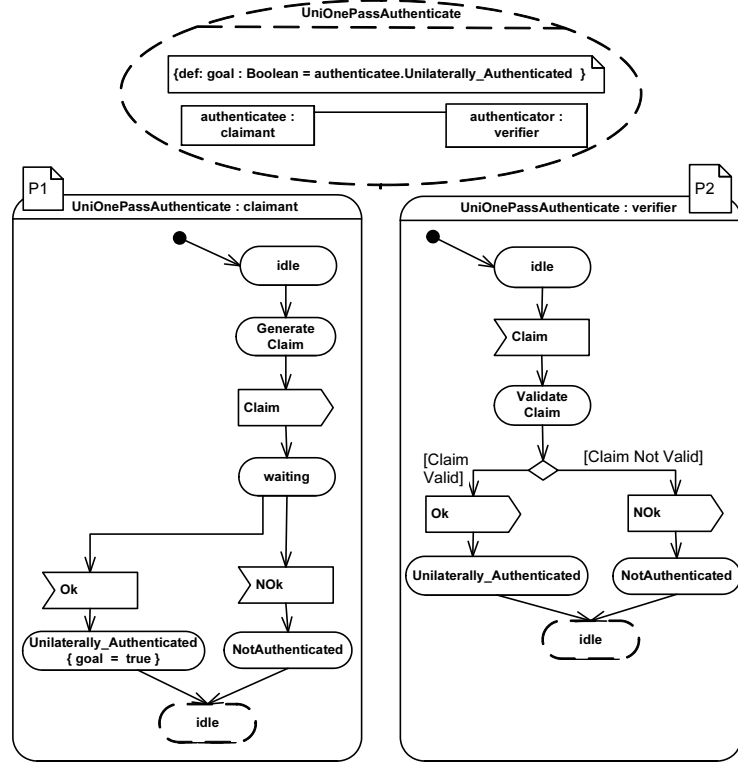 UniOnePassAuthenticate
{def: goal : Boolean = authenticatee.Unilaterally_Authenticated }
authenticatee :
claimant
authenticator :
verifier
P1
UniOnePassAuthenticate : claimant
idle
Generate
Claim
Claim
waiting
Ok
NOk
Unilaterally_Authenticated
{ goal = true }
NotAuthenticated
idle
P2
UniOnePassAuthenticate : verifier
idle
Claim
Validate
Claim
[Claim
Valid]
[Claim Not Valid]
Ok
NOk
Unilaterally_Authenticated
NotAuthenticated
idle